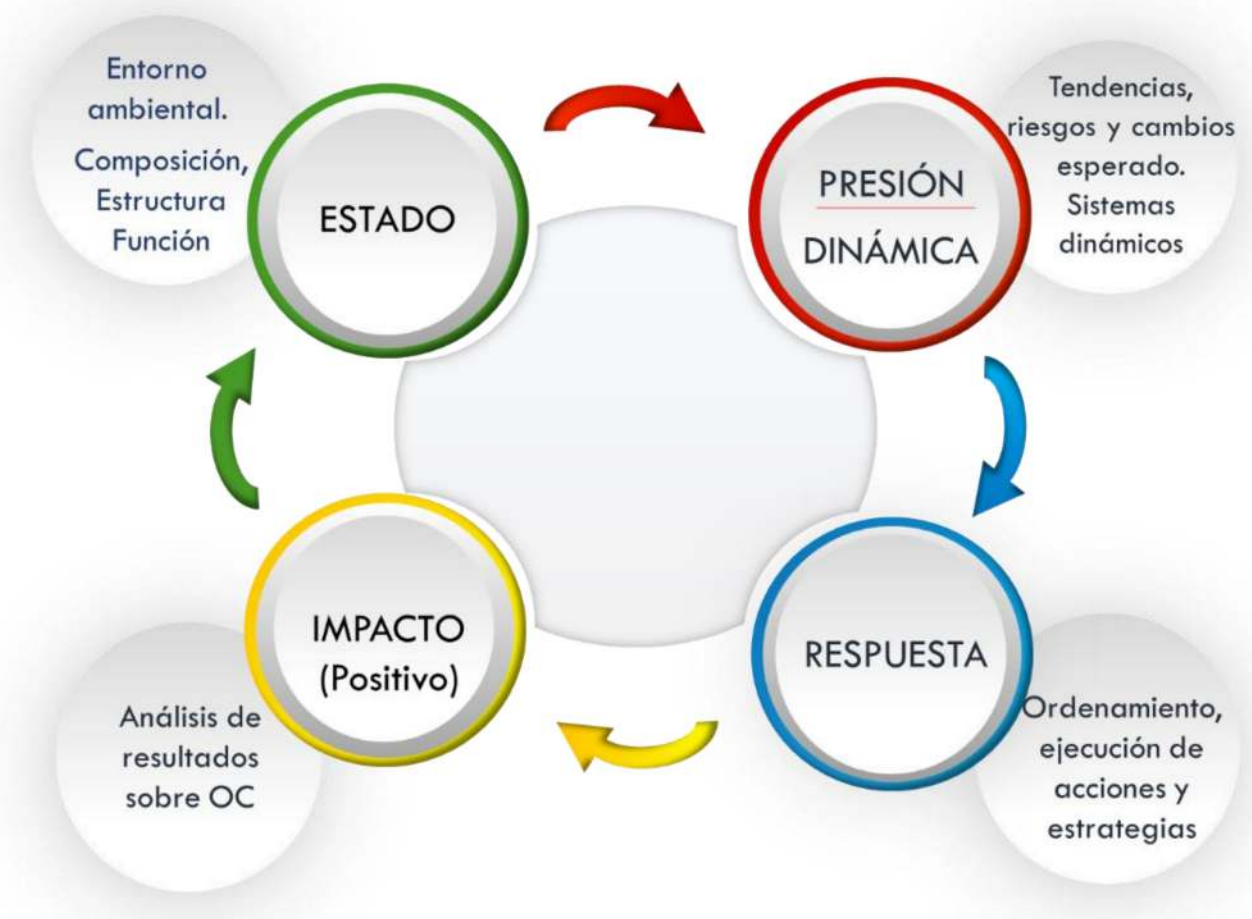 Entorno
ambiental.
Composición,
Estructura
Función
ESTADO
PRESIÓN
DINÁMICA
Tendencias,
riesgos y cambios
esperado.
Sistemas
dinámicos
IMPACTO
(Positivo)
Análisis de
resultados
sobre OC
RESPUESTA
Ordenamiento,
ejecución de
acciones y
estrategias